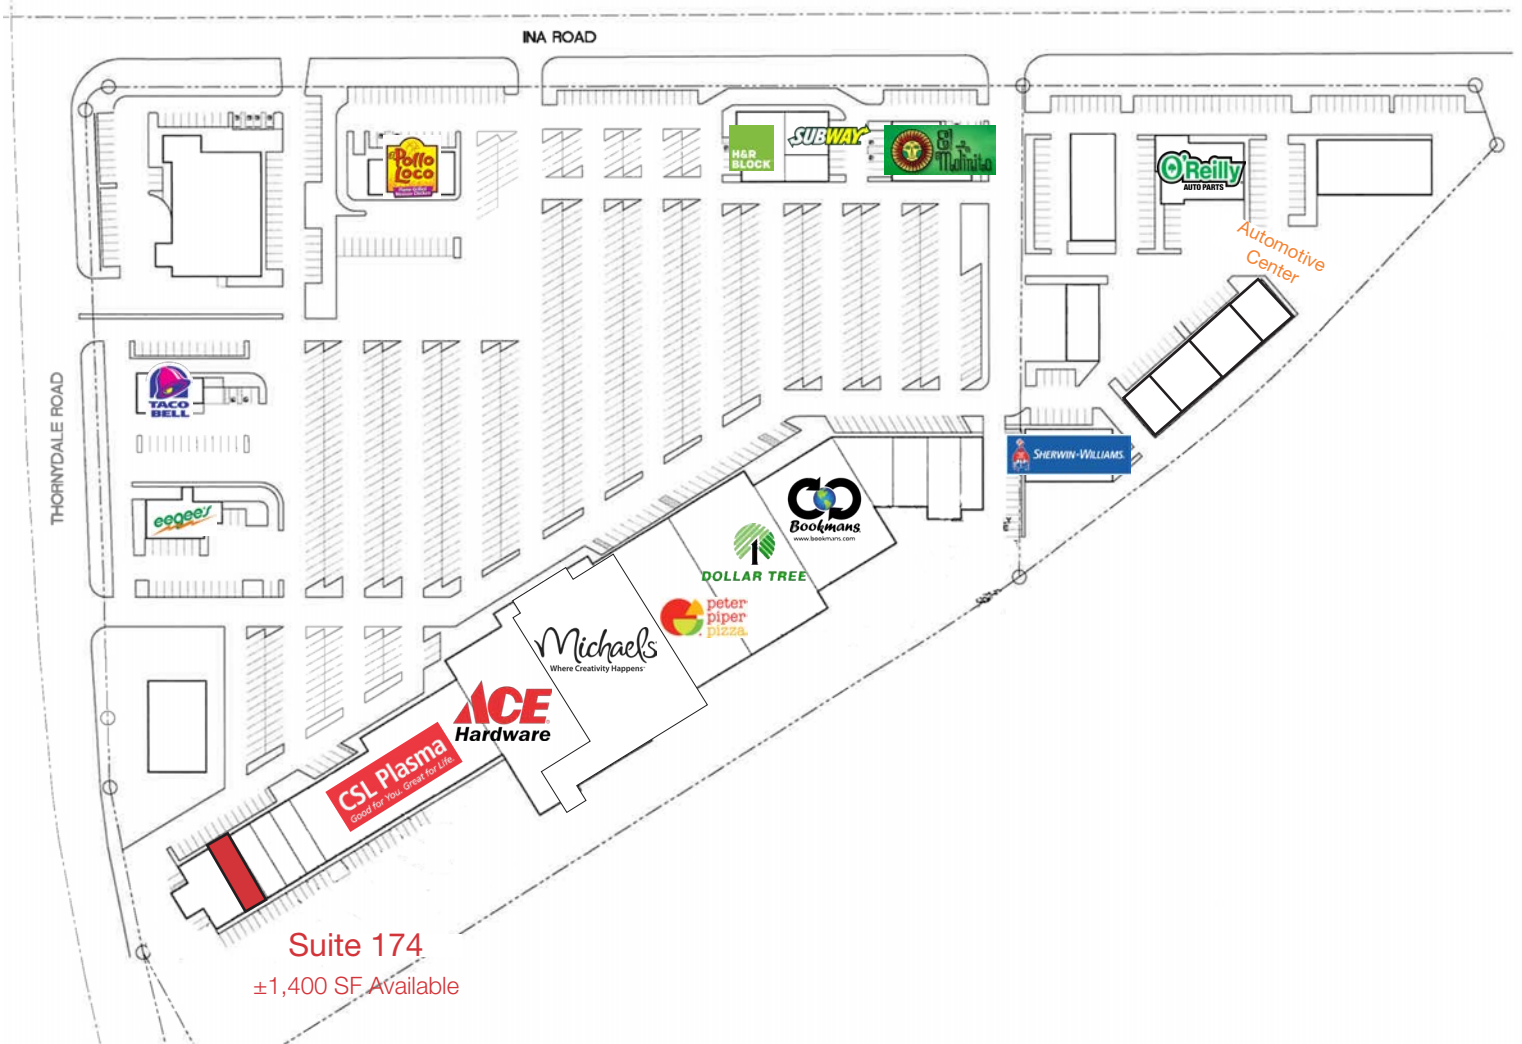 INA ROAD
THORNYDALE ROAD
El
Pollo
Loco
H&R
BLOCK
SUBWAY
El
Molinito
O'Reilly
AUTO PARTS
Automotive
Center
TACO
BELL
eegee's
SHERWIN-WILLIAMS.
Bookmans
www.bookmans.com
DOLLAR TREE
peter
piper
pizza.
Michaels
Where Creativity Happens
ACE
Hardware
CSL Plasma
Good for You. Great for Life.
Suite 174
±1,400 SF Available